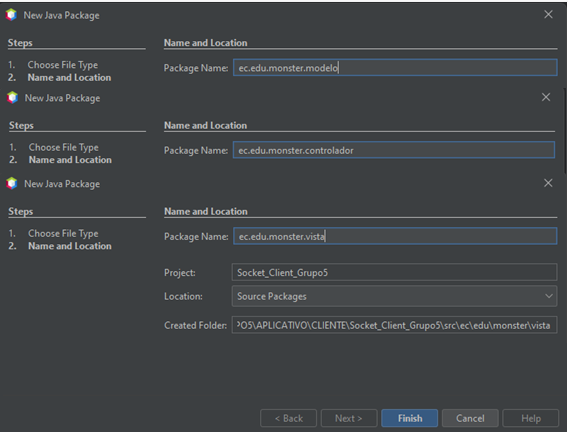 New Java Package
Steps
Name and Location
1. Choose File Type
Package Name: ec.edu.monster.modelo
2. Name and Location
New Java Package
Steps
Name and Location
1. Choose File Type
Package Name: ec.edu.monster.controlador
2. Name and Location
New Java Package
Steps
Name and Location
1. Choose File Type
Package Name: ec.edu.monster.vista
2. Name and Location
Project: Socket_Client_Grupo5
Location: Source Packages
Created Folder: PO5\APLICATIVO\CLIENTE\Socket_Client_Grupo5\src\ec\edu\monster\vista
< Back Next > Finish Cancel Help